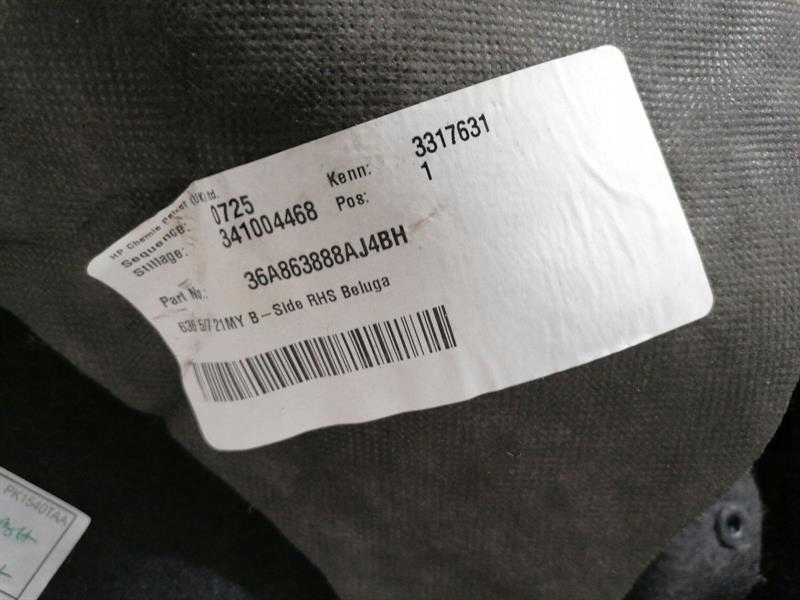 HP Chemie Pelzer (UK)ltd.
Sequence: 0725 Kenn: 3317631
Stillage: 341004468 Pos: 1
Part No.: 36A863888AJ4BH
636 5/7 21MY B-Side RHS Beluga
PK1540TAA